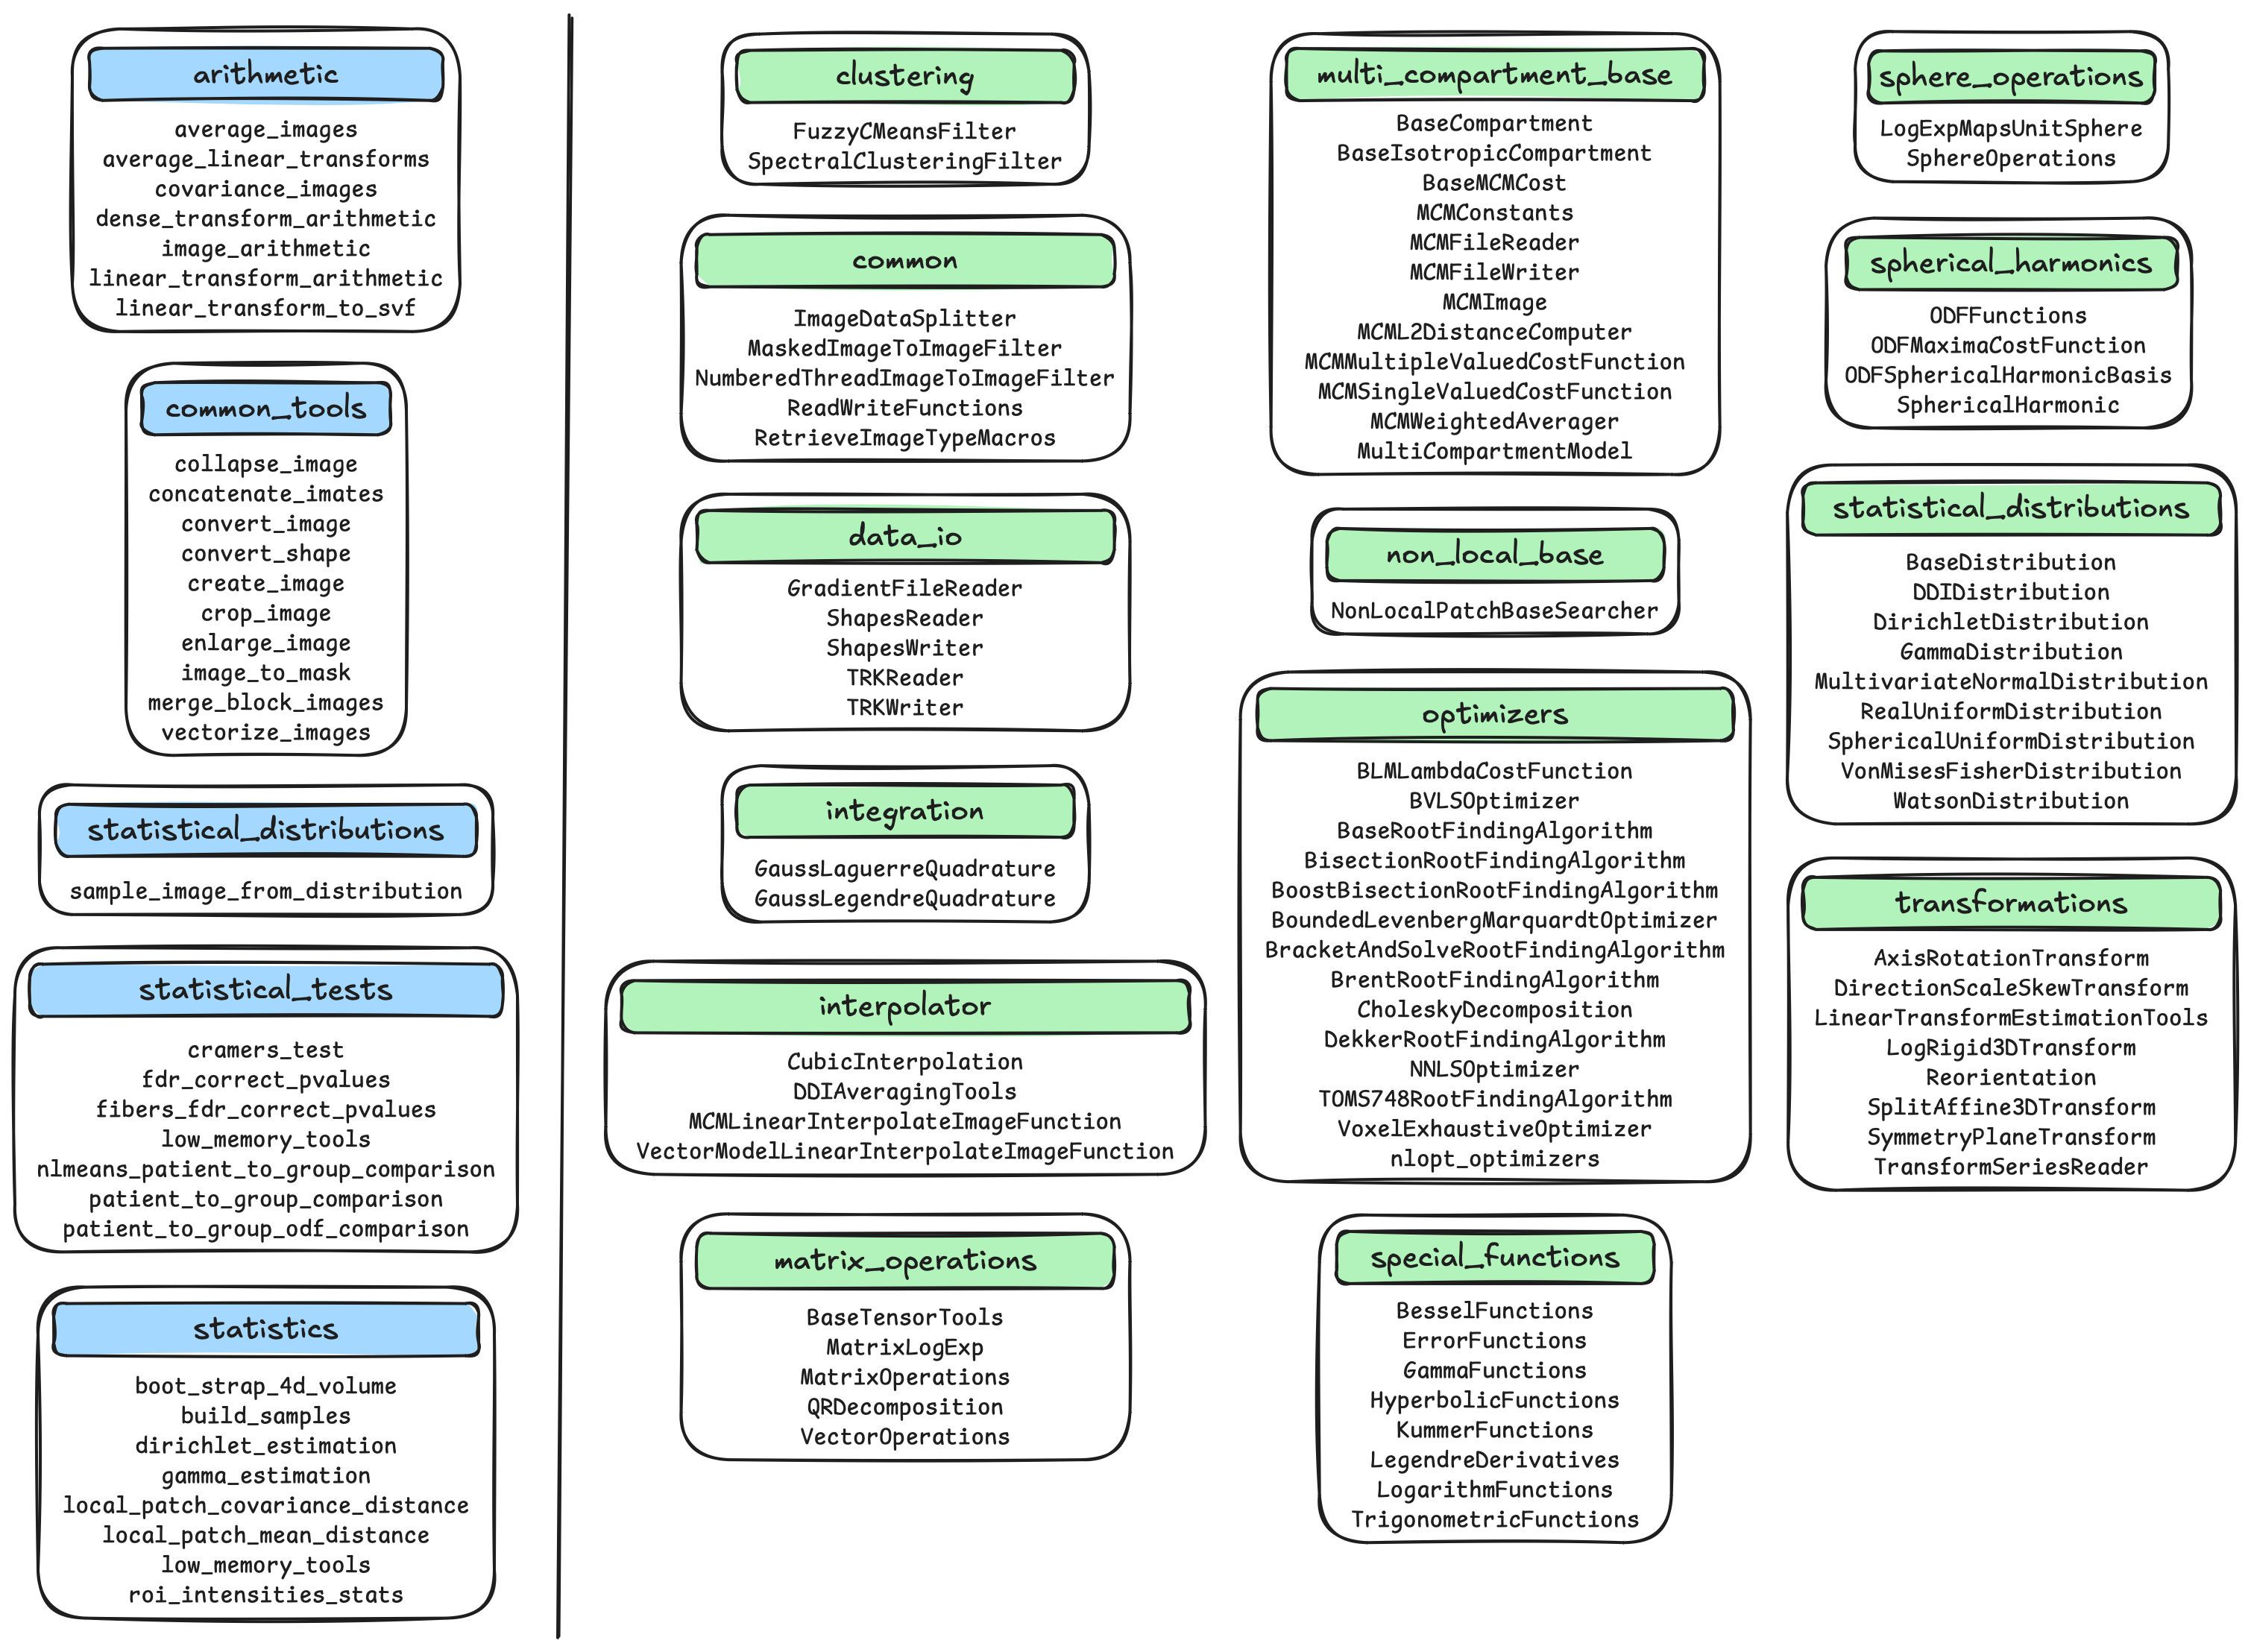 arithmetic
average_images
average_linear_transforms
covariance_images
dense_transform_arithmetic
image_arithmetic
linear_transform_arithmetic
linear_transform_to_svf
common_tools
collapse_image
concatenate_imates
convert_image
convert_shape
create_image
crop_image
enlarge_image
image_to_mask
merge_block_images
vectorize_images
statistical_distributions
sample_image_from_distribution
statistical_tests
cramers_test
fdr_correct_pvalues
fibers_fdr_correct_pvalues
low_memory_tools
nlmeans_patient_to_group_comparison
patient_to_group_comparison
patient_to_group_odf_comparison
statistics
boot_strap_4d_volume
build_samples
dirichlet_estimation
gamma_estimation
local_patch_covariance_distance
local_patch_mean_distance
low_memory_tools
roi_intensities_stats
clustering
FuzzyCMeansFilter
SpectralClusteringFilter
common
ImageDataSplitter
MaskedImageToImageFilter
NumberedThreadImageToImageFilter
ReadWriteFunctions
RetrieveImageTypeMacros
data_io
GradientFileReader
ShapesReader
ShapesWriter
TRKReader
TRKWriter
integration
GaussLaguerreQuadrature
GaussLegendreQuadrature
interpolator
CubicInterpolation
DDIAveragingTools
MCMLinearInterpolateImageFunction
VectorModelLinearInterpolateImageFunction
matrix_operations
BaseTensorTools
MatrixLogExp
MatrixOperations
QRDecomposition
VectorOperations
multi_compartment_base
BaseCompartment
BaseIsotropicCompartment
BaseMCMCost
MCMConstants
MCMFileReader
MCMFileWriter
MCMImage
MCML2DistanceComputer
MCMMultipleValuedCostFunction
MCMSingleValuedCostFunction
MCMWeightedAverager
MultiCompartmentModel
non_local_base
NonLocalPatchBaseSearcher
optimizers
BLMLambdaCostFunction
BVLSOptimizer
BaseRootFindingAlgorithm
BisectionRootFindingAlgorithm
BoostBisectionRootFindingAlgorithm
BoundedLevenbergMarquardtOptimizer
BracketAndSolveRootFindingAlgorithm
BrentRootFindingAlgorithm
CholeskyDecomposition
DekkerRootFindingAlgorithm
NNLSOptimizer
TOMS748RootFindingAlgorithm
VoxelExhaustiveOptimizer
nlopt_optimizers
special_functions
BesselFunctions
ErrorFunctions
GammaFunctions
HyperbolicFunctions
KummerFunctions
LegendreDerivatives
LogarithmFunctions
TrigonometricFunctions
sphere_operations
LogExpMapsUnitSphere
SphereOperations
spherical_harmonics
ODFFunctions
ODFMaximaCostFunction
ODFSphericalHarmonicBasis
SphericalHarmonic
statistical_distributions
BaseDistribution
DDIDistribution
DirichletDistribution
GammaDistribution
MultivariateNormalDistribution
RealUniformDistribution
SphericalUniformDistribution
VonMisesFisherDistribution
WatsonDistribution
transformations
AxisRotationTransform
DirectionScaleSkewTransform
LinearTransformEstimationTools
LogRigid3DTransform
Reorientation
SplitAffine3DTransform
SymmetryPlaneTransform
TransformSeriesReader